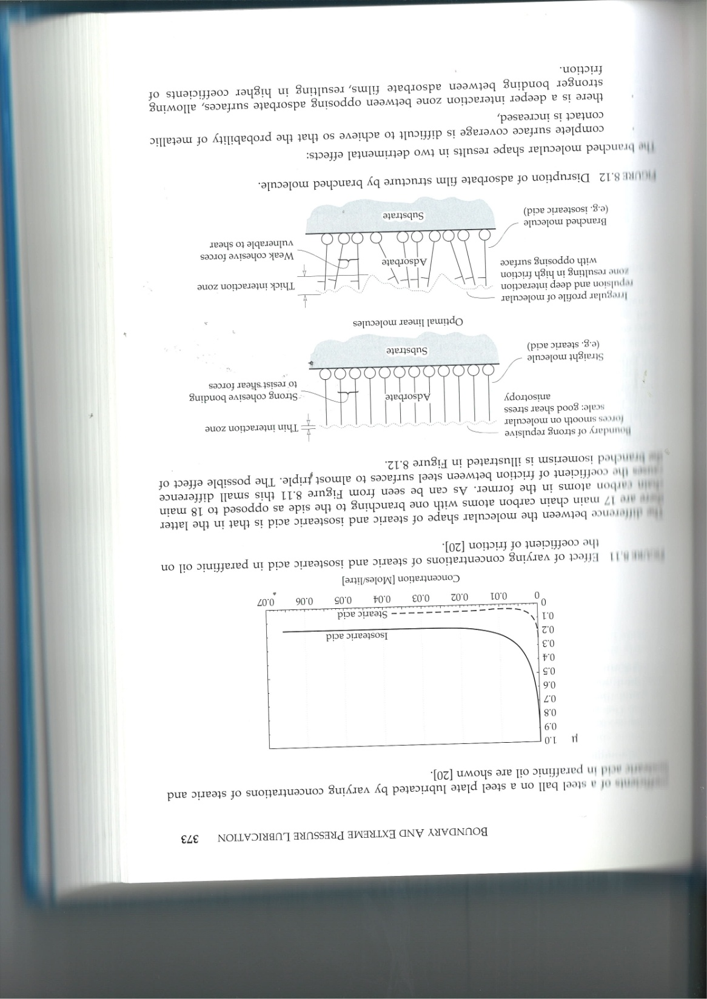 BOUNDARY AND EXTREME PRESSURE LUBRICATION 373
of a steel ball on a steel plate lubricated by varying concentrations of stearic and
acid in paraffinic oil are shown [20].
μ
1.0
0.9
0.8
0.7
0.6
0.5
0.4
0.3
0.2
0.1
0
Isostearic acid
Stearic acid
0 0.01 0.02 0.03 0.04 0.05 0.06 0.07
Concentration [Moles/litre]
FIGURE 8.11 Effect of varying concentrations of stearic and isostearic acid in paraffinic oil on
the coefficient of friction [20].
The difference between the molecular shape of stearic and isostearic acid is that in the latter
there are 17 main chain carbon atoms with one branching to the side as opposed to 18 main
chain carbon atoms in the former. As can be seen from Figure 8.11 this small difference
causes the coefficient of friction between steel surfaces to almost triple. The possible effect of
the branched isomerism is illustrated in Figure 8.12.
Boundary of strong repulsive
forces smooth on molecular
scale: good shear stress
anisotropy
Thin interaction zone
Adsorbate
Strong cohesive bonding
to resist shear forces
Straight molecule
(e.g. stearic acid)
Substrate
Optimal linear molecules
Irregular profile of molecular
repulsion and deep interaction
zone resulting in high friction
with opposing surface
Thick interaction zone
Adsorbate
Weak cohesive forces
vulnerable to shear
Branched molecule
(e.g. isostearic acid)
Substrate
FIGURE 8.12 Disruption of adsorbate film structure by branched molecule.
The branched molecular shape results in two detrimental effects:
complete surface coverage is difficult to achieve so that the probability of metallic
contact is increased,
there is a deeper interaction zone between opposing adsorbate surfaces, allowing
stronger bonding between adsorbate films, resulting in higher coefficients of
friction.